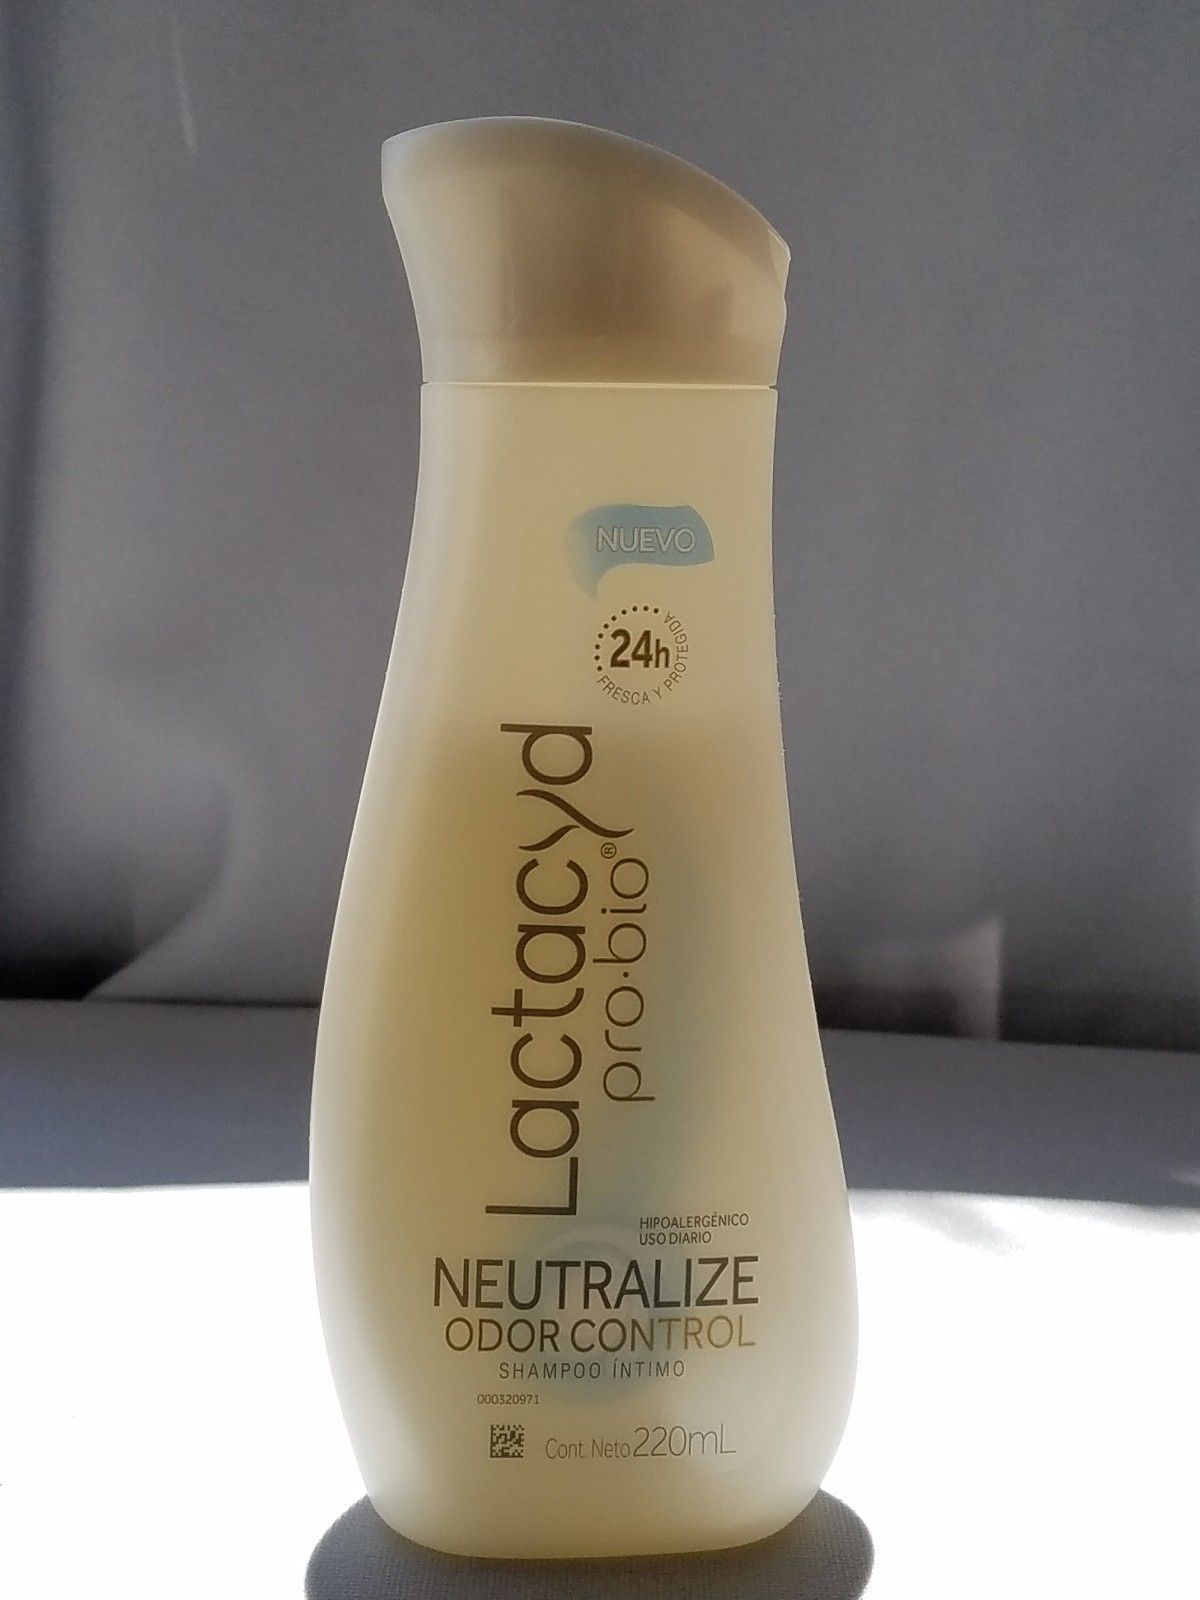 NUEVO
24h
FRESCA Y PROTEGIDA
Lactacyd
pro·bio®
HIPOALERGÉNICO
USO DIARIO
NEUTRALIZE
ODOR CONTROL
SHAMPOO ÍNTIMO
000320971
Cont. Neto 220mL